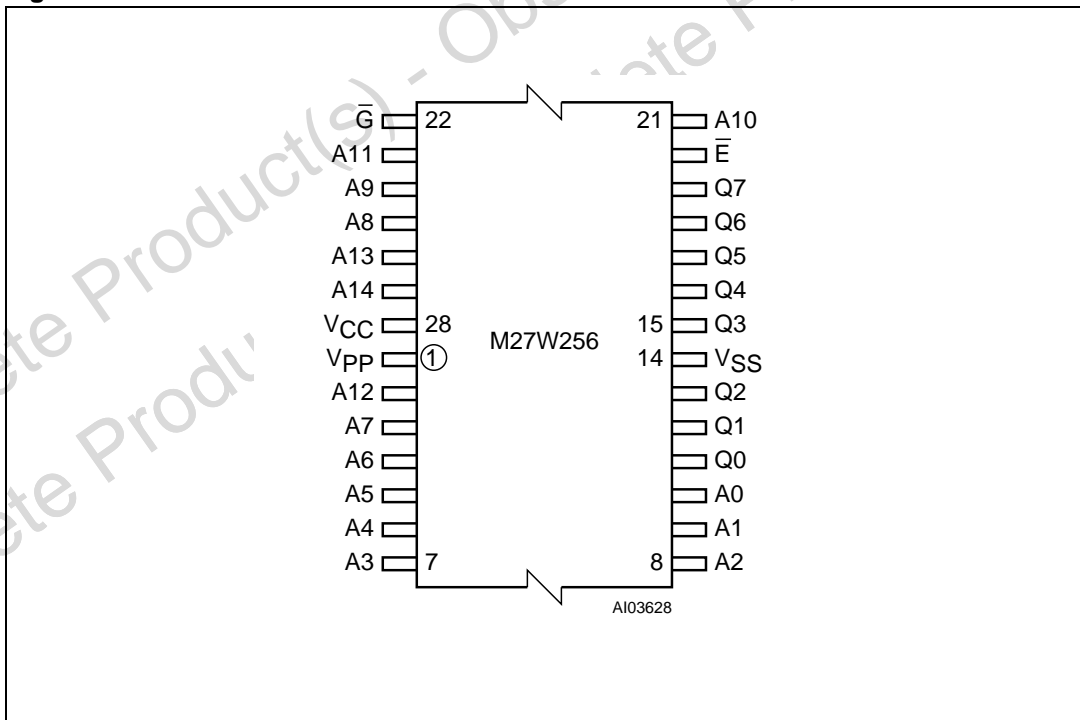 G̅ 22 21 A10
A11 E̅
A9 Q7
A8 Q6
A13 Q5
A14 Q4
VCC 28 15 Q3
M27W256
VPP 1 14 VSS
A12 Q2
A7 Q1
A6 Q0
A5 A0
A4 A1
A3 7 8 A2
AI03628